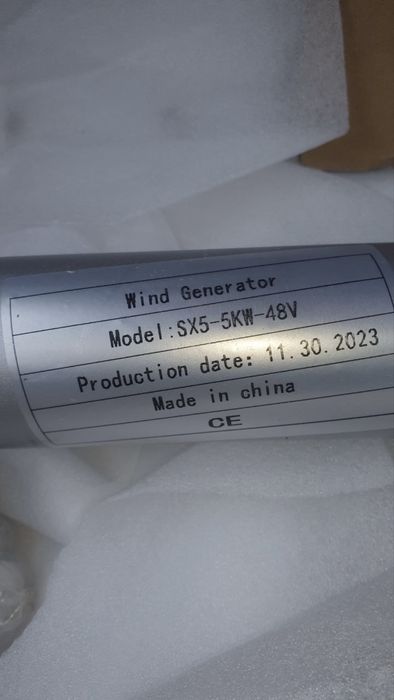 Wind Generator
Model:SX5-5KW-48V
Production date: 11.30.2023
Made in china
CE